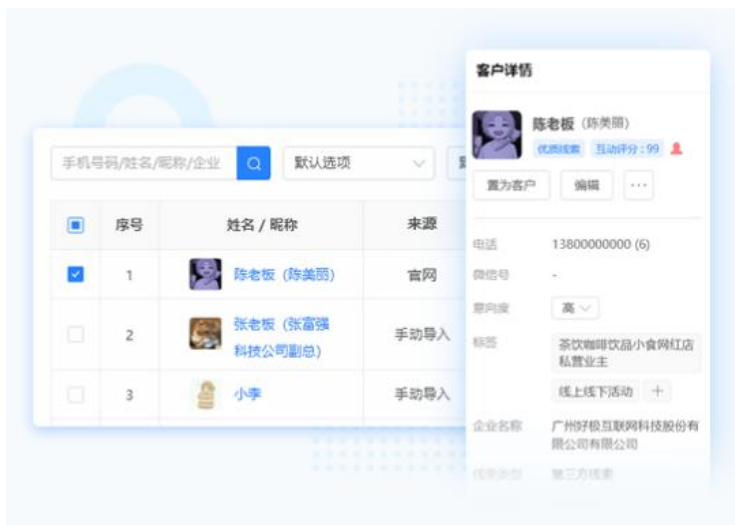 客户详情
陈老板（陈美丽）
优质线索 互动评分：99
置为客户 编辑 ···
电话 13800000000 (6)
微信号 -
意向度 高
标签 茶饮咖啡饮品小食网红店
私营业主
线上线下活动 +
企业名称 广州好极互联网科技股份有
限公司有限公司
线索类型 第三方线索
手机号码/姓名/昵称/企业 默认选项
序号 姓名 / 昵称 来源
1 陈老板（陈美丽） 官网
2 张老板（张富强 手动导入
科技公司副总）
3 小李 手动导入